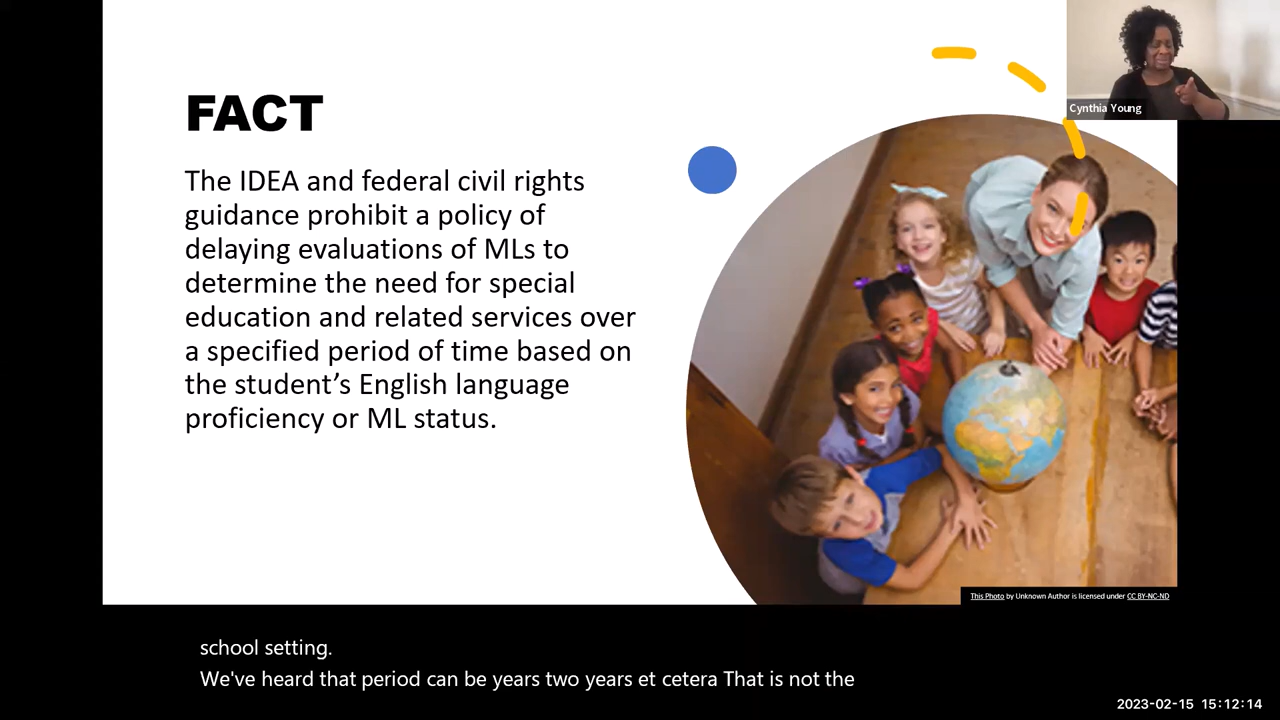 Cynthia Young
FACT
The IDEA and federal civil rights
guidance prohibit a policy of
delaying evaluations of MLs to
determine the need for special
education and related services over
a specified period of time based on
the student’s English language
proficiency or ML status.
This Photo by Unknown Author is licensed under CC BY-NC-ND
school setting.
We've heard that period can be years two years et cetera That is not the
2023-02-15 15:12:14